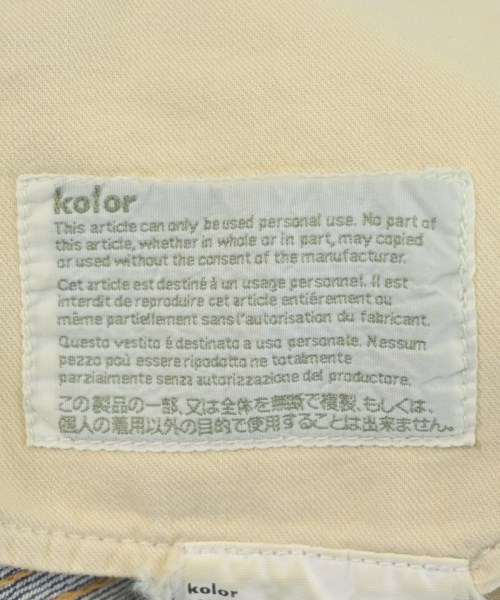 kolor
This article can only be used personal use. No part of
this article, whether in whole or in part, may copied
or used without the consent of the manufacturer.
Cet article est destiné à un usage personnel. Il est
interdit de reproduire cet article entiérement ou
même partiellement sans l'autorisation du fabricant.
Questo vestito é destinato a uso personale. Nessum
pezzo poù essere ripodotto ne totalmente
parzialmente senza autorizzazione del productore.
この製品の一部、又は全体を無断で複製、もしくは、
個人の着用以外の目的で使用することは出来ません。
kolor